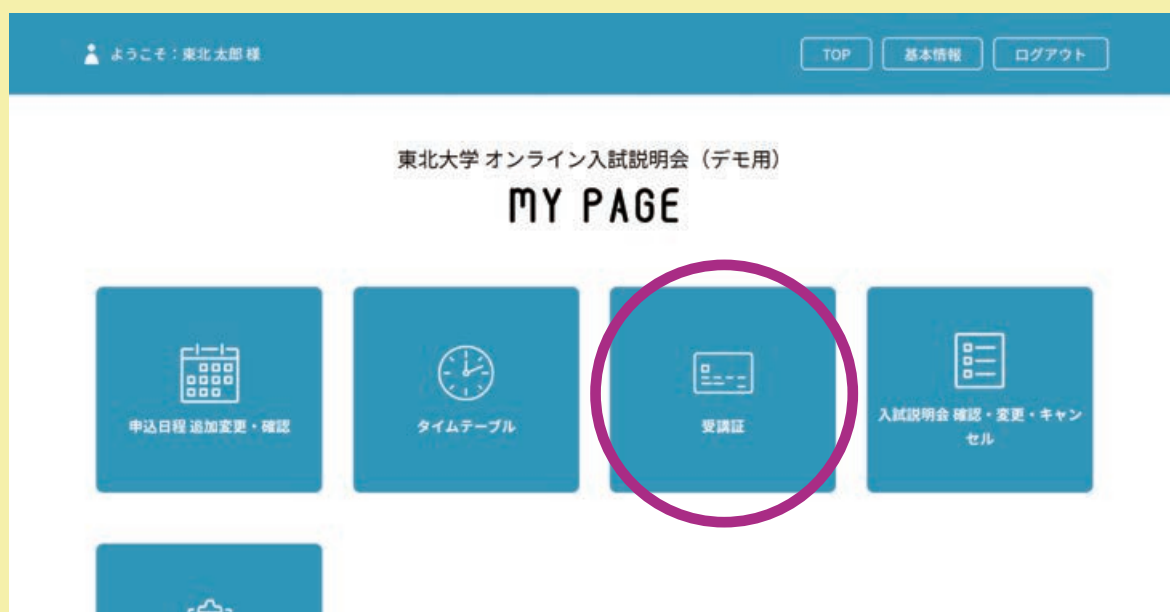 ようこそ：東北 太郎 様
TOP
基本情報
ログアウト
東北大学 オンライン入試説明会（デモ用）
MY PAGE
申込日程 追加変更・確認
タイムテーブル
受講証
入試説明会 確認・変更・キャン
セル